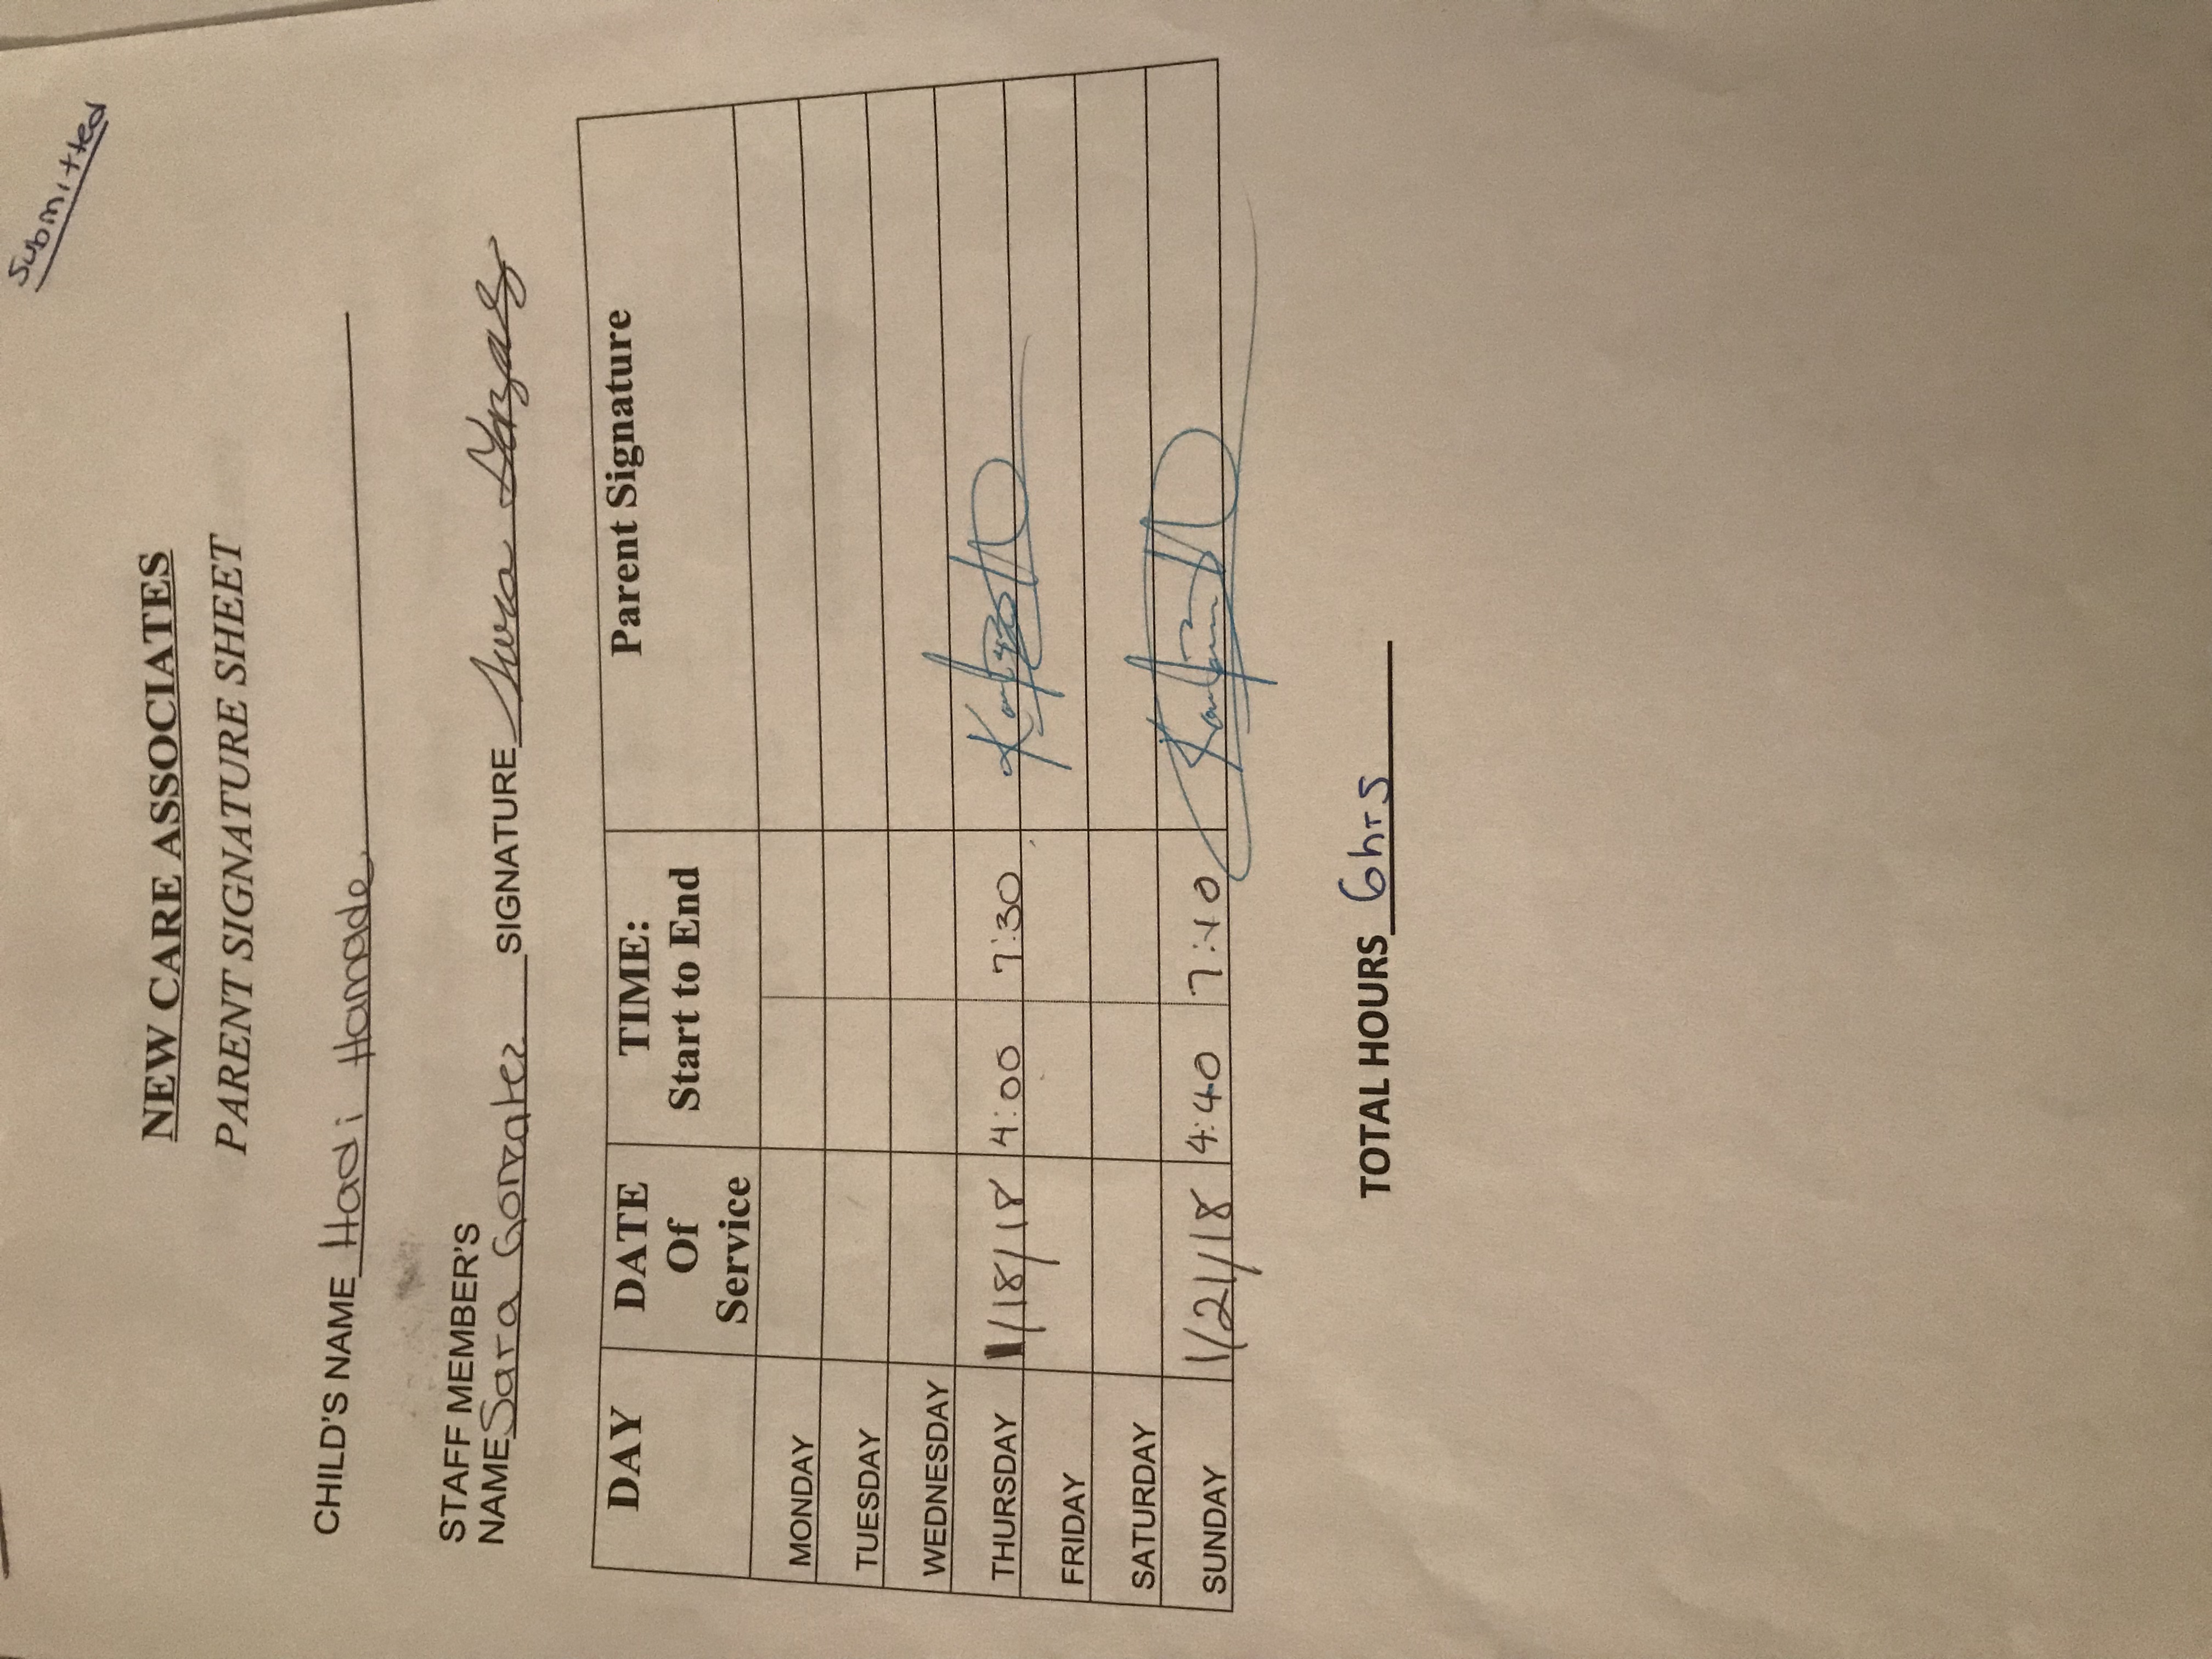 Submitted
NEW CARE ASSOCIATES
PARENT SIGNATURE SHEET
CHILD'S NAME Hadi Hamade
STAFF MEMBER'S
NAME Sara Gonzalez SIGNATURE Sara Gonzalez
DAY DATE TIME: Parent Signature
Of Start to End
Service
MONDAY
TUESDAY
WEDNESDAY
THURSDAY 1/18/18 4:00 7:30
FRIDAY
SATURDAY
SUNDAY 1/21/18 4:40 7:10
TOTAL HOURS 6hrs